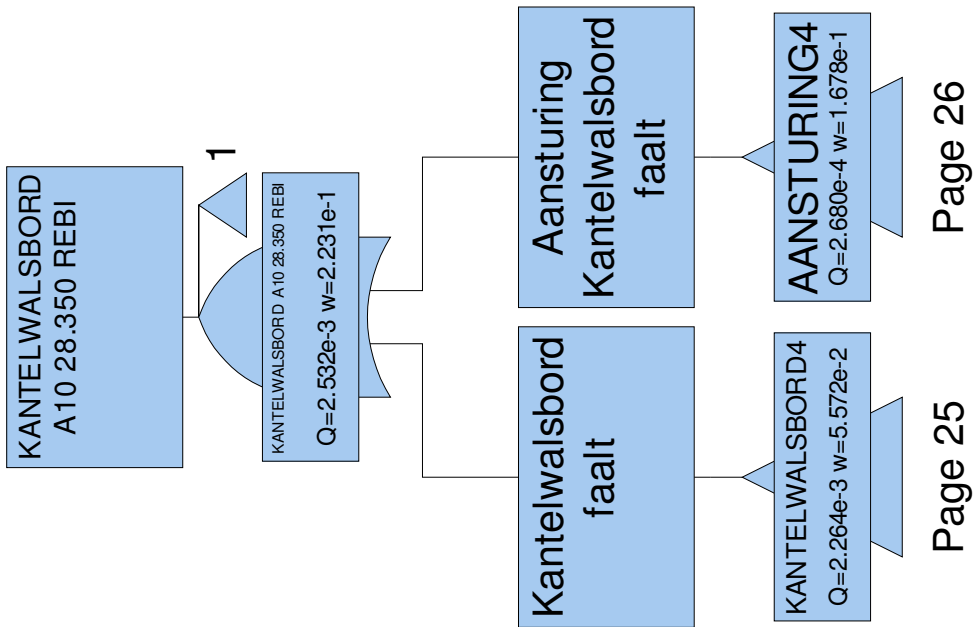 KANTELWALSBORD
A10 28.350 REBI
1
KANTELWALSBORD A10 28.350 REBI
Q=2.532e-3 w=2.231e-1
Kantelwalsbord
faalt
Aansturing
Kantelwalsbord
faalt
KANTELWALSBORD4
Q=2.264e-3 w=5.572e-2
AANSTURING4
Q=2.680e-4 w=1.678e-1
Page 25
Page 26